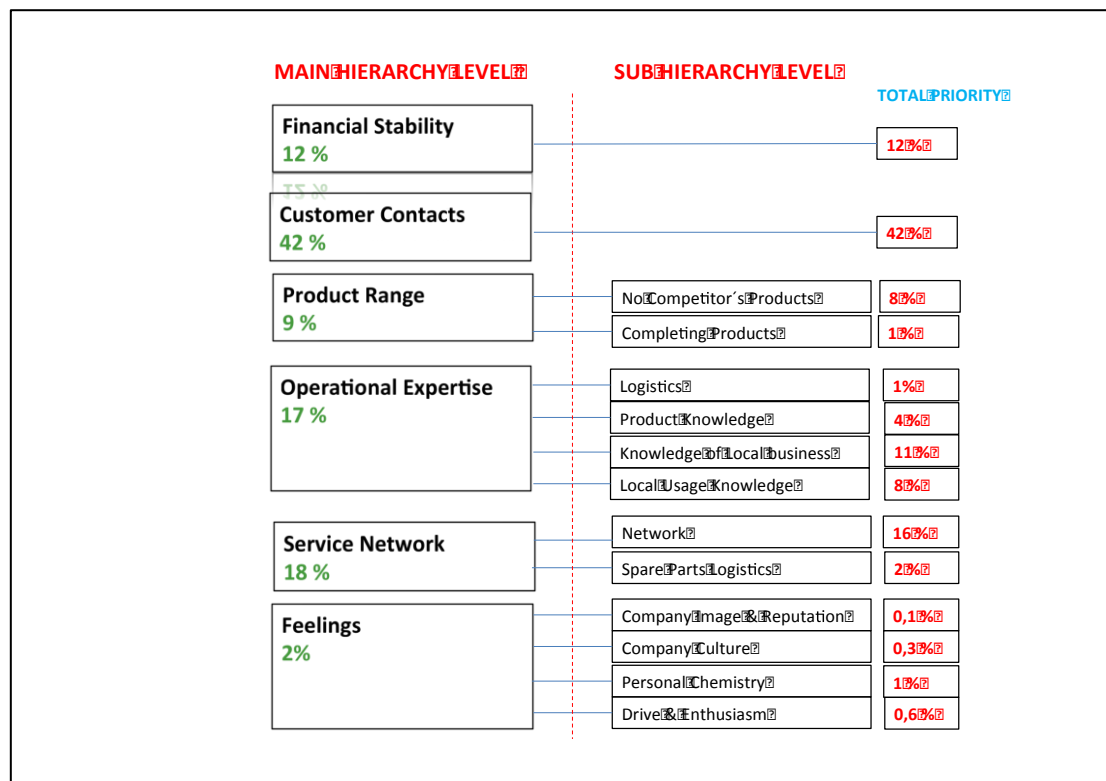 MAIN HIERARCHY LEVEL
SUB HIERARCHY LEVEL
TOTAL PRIORITY
Financial Stability
12 %
12 %
12 %
Customer Contacts
42 %
42 %
Product Range
9 %
No Competitor´s Products
8 %
Completing Products
1 %
Operational Expertise
17 %
Logistics
1%
Product Knowledge
4 %
Knowledge of Local business
11 %
Local Usage Knowledge
8 %
Service Network
18 %
Network
16 %
Spare Parts Logistics
2 %
Feelings
2%
Company Image & Reputation
0,1 %
Company Culture
0,3 %
Personal Chemistry
1 %
Drive & Enthusiasm
0,6 %